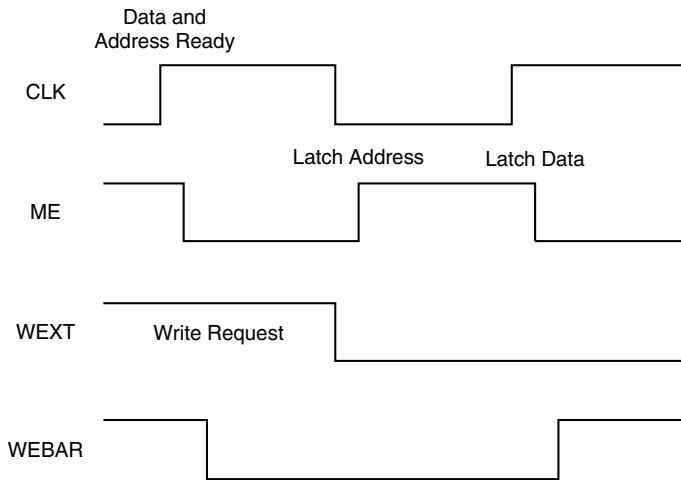 Data and
Address Ready
CLK
Latch Address
Latch Data
ME
WEXT
Write Request
WEBAR